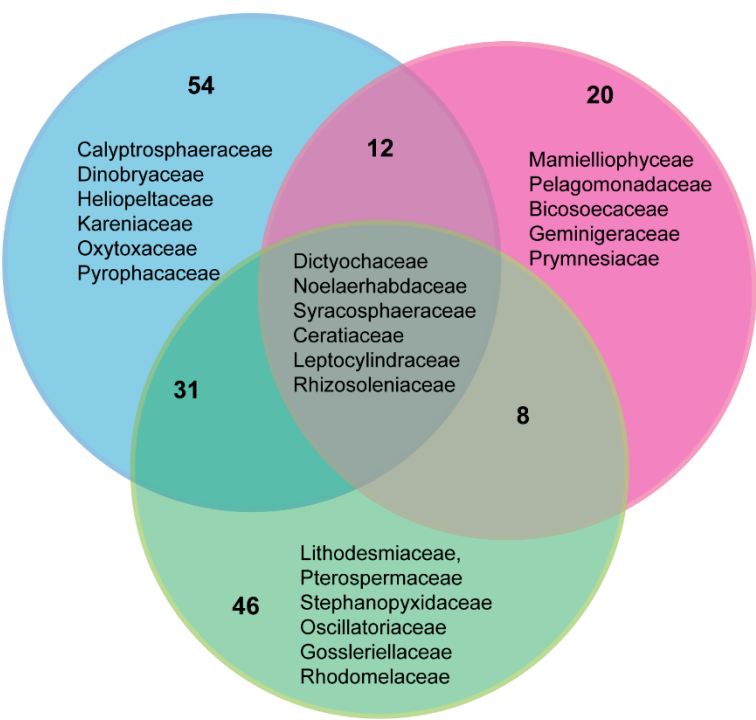 54
20
12
Calyptrosphaeraceae
Dinobryaceae
Heliopeltaceae
Kareniaceae
Oxytoxaceae
Pyrophacaceae
Mamielliophyceae
Pelagomonadaceae
Bicosoecaceae
Geminigeraceae
Prymnesiacae
Dictyochaceae
Noelaerhabdaceae
Syracosphaeraceae
Ceratiaceae
Leptocylindraceae
Rhizosoleniaceae
31
8
46
Lithodesmiaceae,
Pterospermaceae
Stephanopyxidaceae
Oscillatoriaceae
Gossleriellaceae
Rhodomelaceae